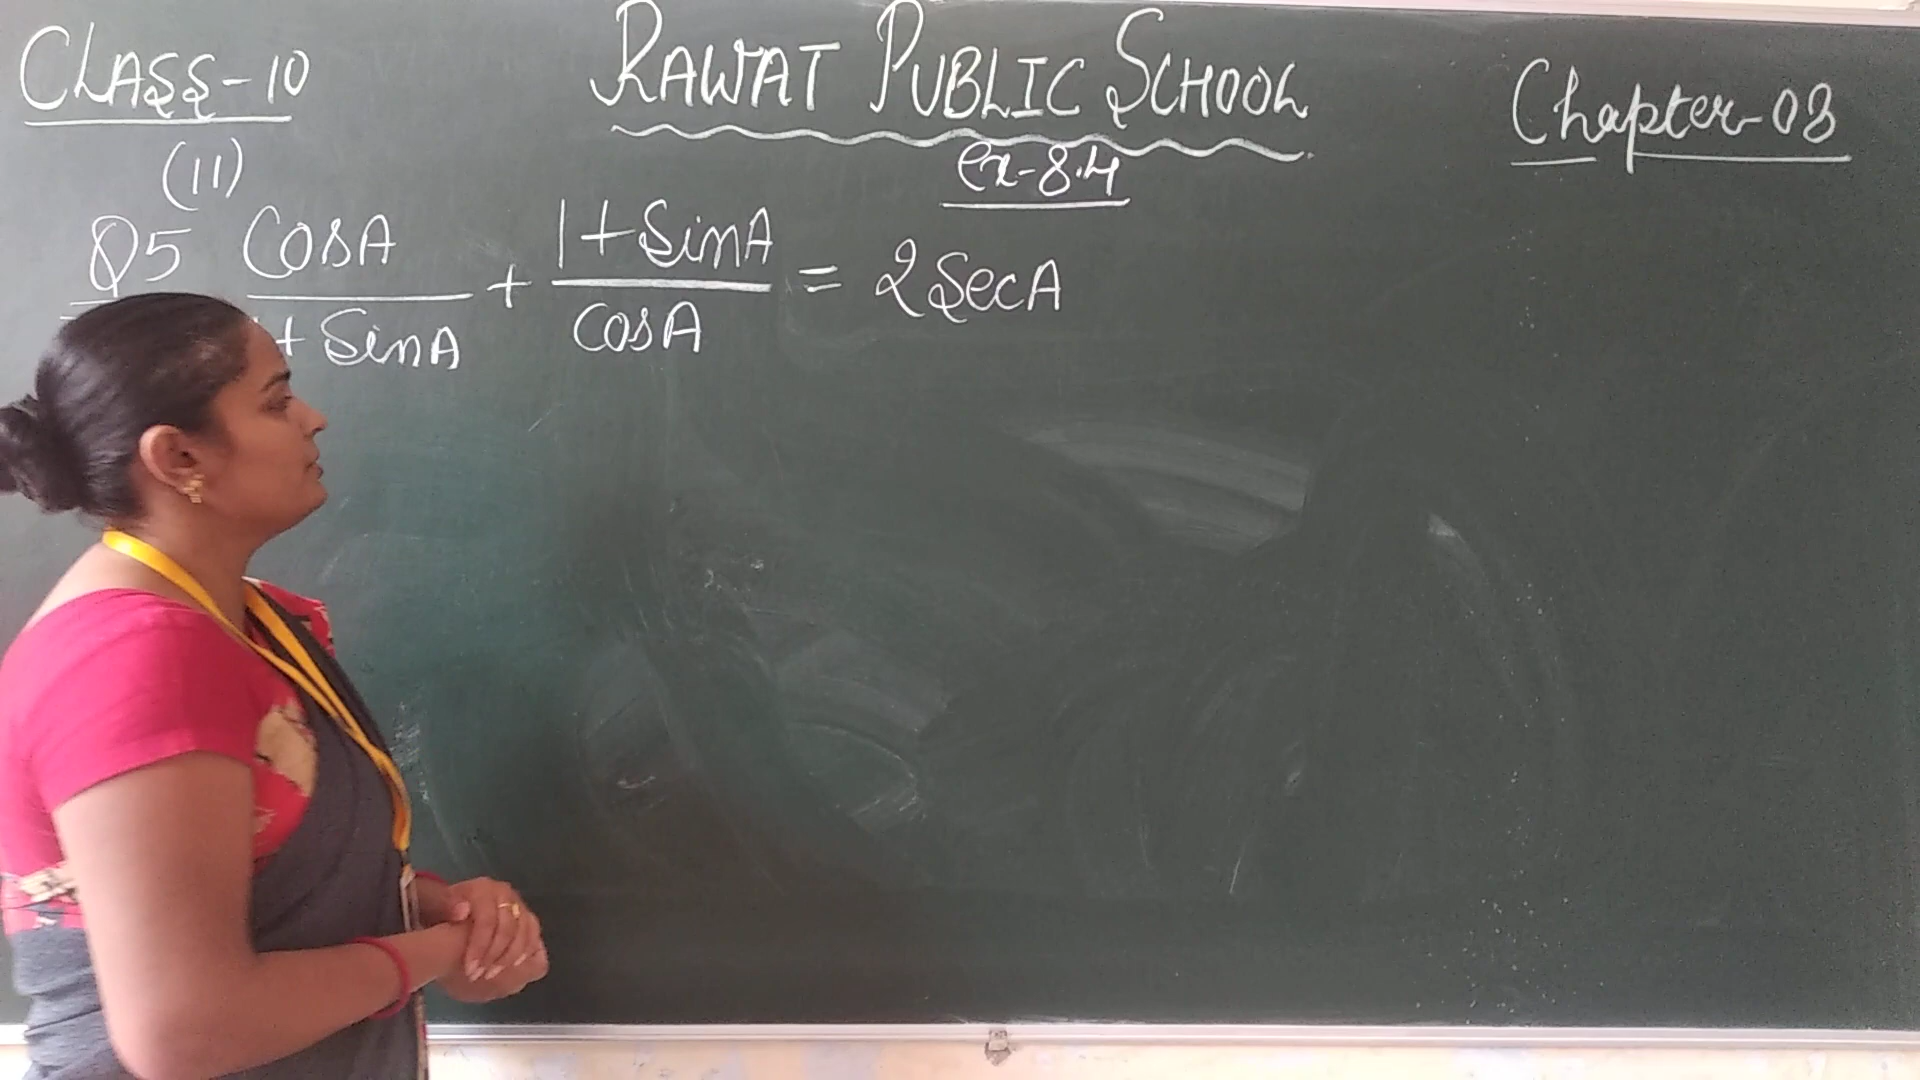 CLASS-10
RAWAT PUBLIC SCHOOL
Chapter-08
ex-8.4
(11)
Q5 CosA / + SinA + 1+SinA / CosA = 2SecA